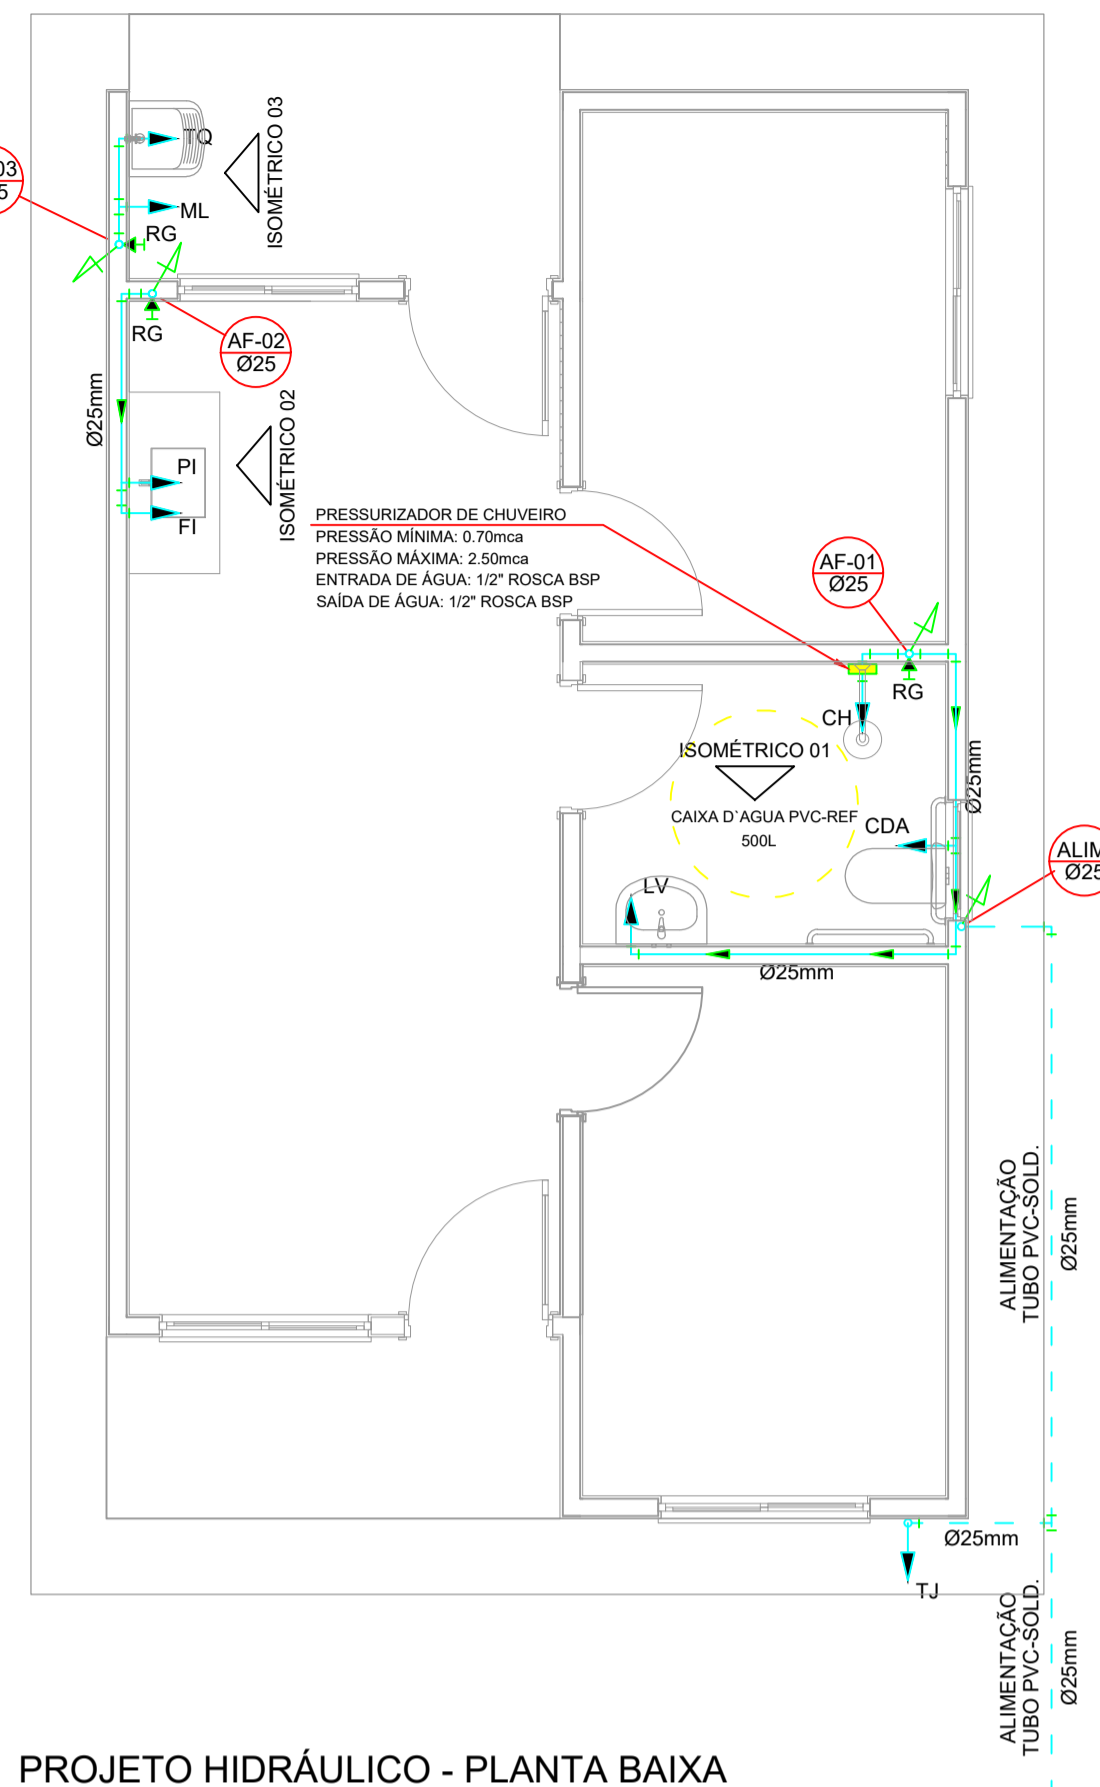 TQ
ISOMÉTRICO 03
03
5
ML
RG
RG
AF-02
Ø25
Ø25mm
ISOMÉTRICO 02
PI
FI
PRESSURIZADOR DE CHUVEIRO
PRESSÃO MÍNIMA: 0.70mca
PRESSÃO MÁXIMA: 2.50mca
ENTRADA DE ÁGUA: 1/2" ROSCA BSP
SAÍDA DE ÁGUA: 1/2" ROSCA BSP
AF-01
Ø25
RG
CH
ISOMÉTRICO 01
Ø25mm
CAIXA D`AGUA PVC-REF
500L
CDA
ALIM
Ø25
LV
Ø25mm
ALIMENTAÇÃO
TUBO PVC-SOLD.
Ø25mm
Ø25mm
TJ
ALIMENTAÇÃO
TUBO PVC-SOLD.
Ø25mm
PROJETO HIDRÁULICO - PLANTA BAIXA